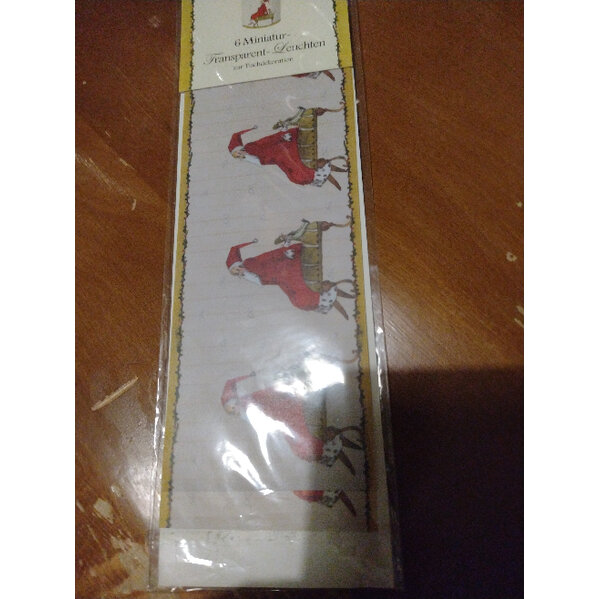 6 Miniatur-
Transparent-Leuchten
zur Tischdekoration